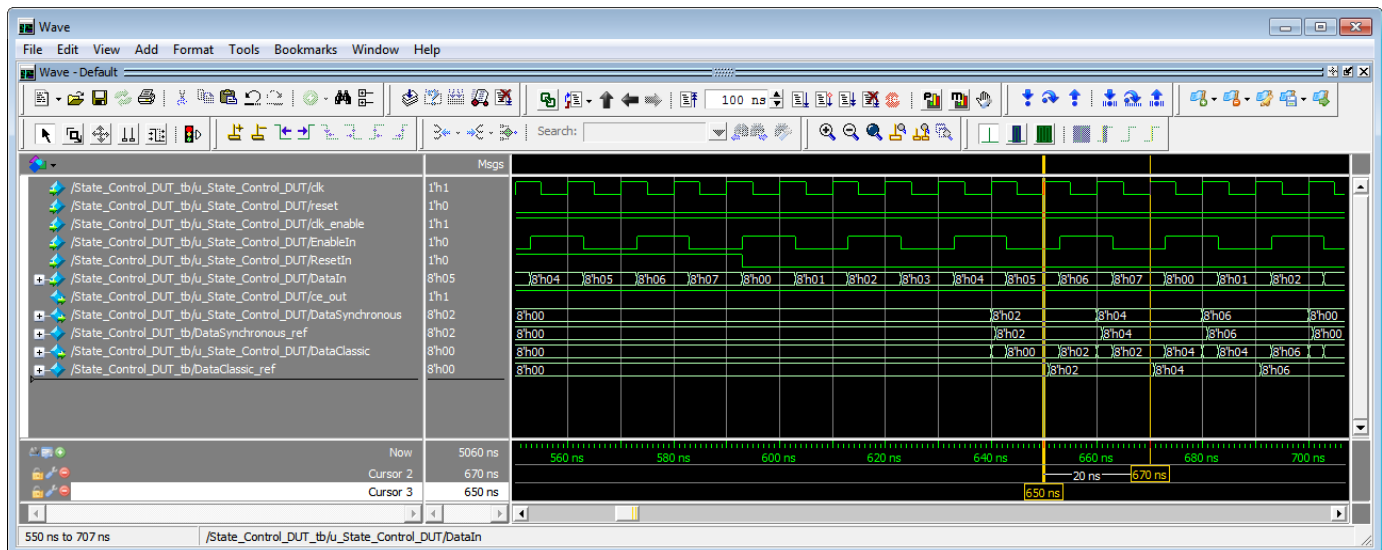 Wave
File Edit View Add Format Tools Bookmarks Window Help
Wave - Default
100 ns
Search:
Msgs
/State_Control_DUT_tb/u_State_Control_DUT/clk 1'h1
/State_Control_DUT_tb/u_State_Control_DUT/reset 1'h0
/State_Control_DUT_tb/u_State_Control_DUT/clk_enable 1'h1
/State_Control_DUT_tb/u_State_Control_DUT/EnableIn 1'h0
/State_Control_DUT_tb/u_State_Control_DUT/ResetIn 1'h0
/State_Control_DUT_tb/u_State_Control_DUT/DataIn 8'h05 8'h04 8'h05 8'h06 8'h07 8'h00 8'h01 8'h02 8'h03 8'h04 8'h05 8'h06 8'h07 8'h00 8'h01 8'h02
/State_Control_DUT_tb/u_State_Control_DUT/ce_out 1'h1
/State_Control_DUT_tb/u_State_Control_DUT/DataSynchronous 8'h02 8'h00 8'h02 8'h04 8'h06 8'h00
/State_Control_DUT_tb/DataSynchronous_ref 8'h02 8'h00 8'h02 8'h04 8'h06 8'h00
/State_Control_DUT_tb/u_State_Control_DUT/DataClassic 8'h00 8'h00 8'h00 8'h02 8'h02 8'h04 8'h04 8'h06
/State_Control_DUT_tb/DataClassic_ref 8'h00 8'h00 8'h02 8'h04 8'h06
Now 5060 ns 560 ns 580 ns 600 ns 620 ns 640 ns 660 ns 680 ns 700 ns
Cursor 2 670 ns 20 ns 670 ns
Cursor 3 650 ns 650 ns
550 ns to 707 ns /State_Control_DUT_tb/u_State_Control_DUT/DataIn